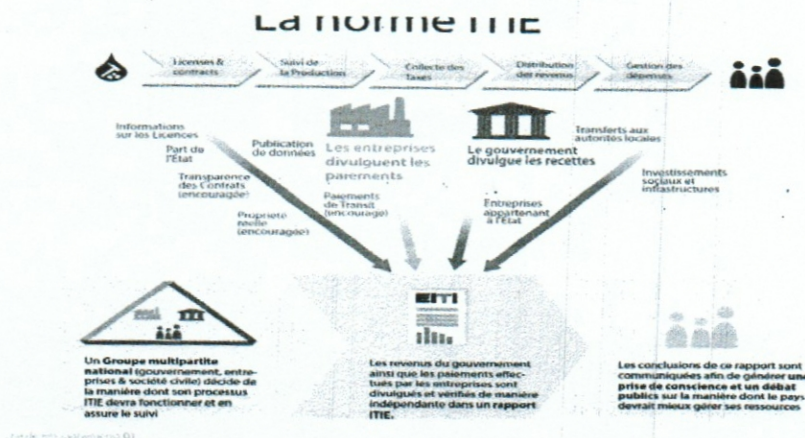 La norme ITIE
Licenses &
contracts
Suivi de
la Production
Collecte des
Taxes
Distribution
des revenus
Gestion des
dépenses
Informations
sur les Licences
Part de
l'État
Transparence
des Contrats
(encouragée)
Propriété
réelle
(encouragée)
Publication
de données
Les entreprises
divulguent les
paiements
Paiements
de Transit
(encouragé)
Le gouvernement
divulgue les recettes
Entreprises
appartenant
à l'État
Transferts aux
autorités locales
Investissements
sociaux et
infrastructures
Un Groupe multipartite
national (gouvernement, entre-
prises & société civile) décide de
la manière dont son processus
ITIE devra fonctionner et en
assure le suivi
EITI
Les revenus du gouvernement
ainsi que les paiements effec-
tués par les entreprises sont
divulgués et vérifiés de manière
indépendante dans un rapport
ITIE.
Les conclusions de ce rapport sont
communiquées afin de générer une
prise de conscience et un débat
publics sur la manière dont le pays
devrait mieux gérer ses ressources